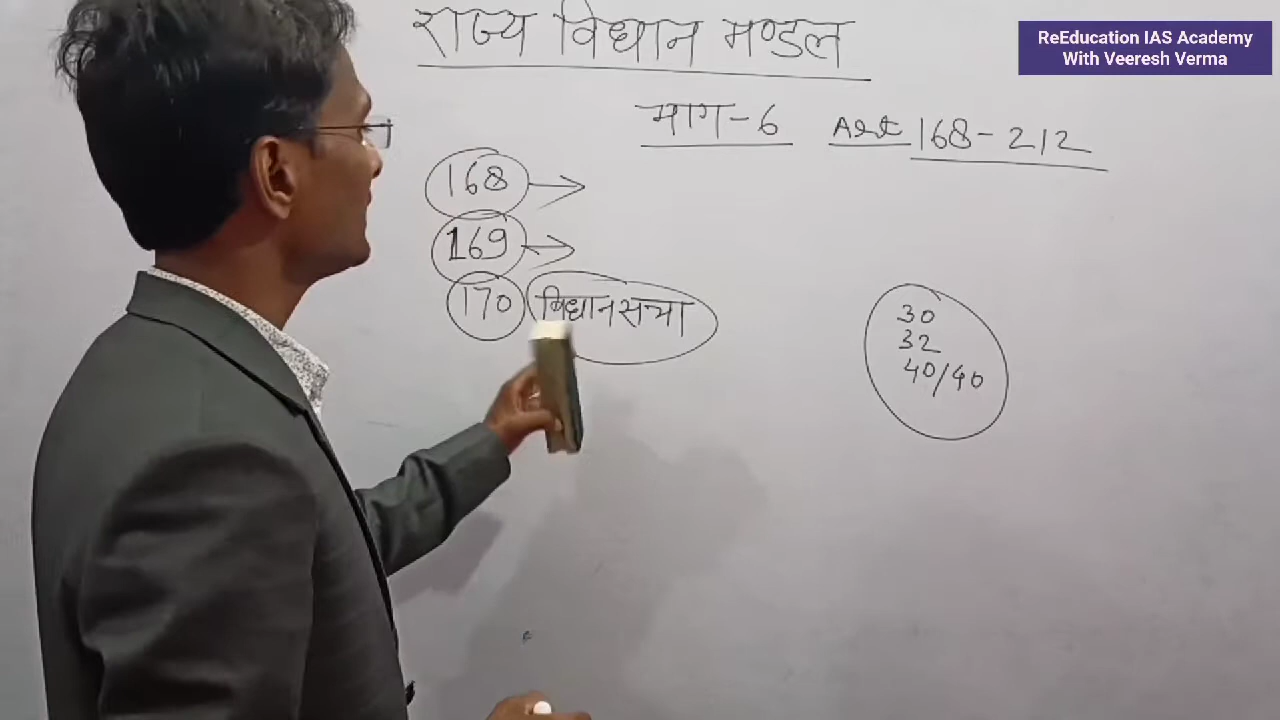 ReEducation IAS Academy
With Veeresh Verma
राज्य विधान मण्डल
भाग-6 Art 168-212
168 →
169 →
170 विधानसभा
30
32
40/40